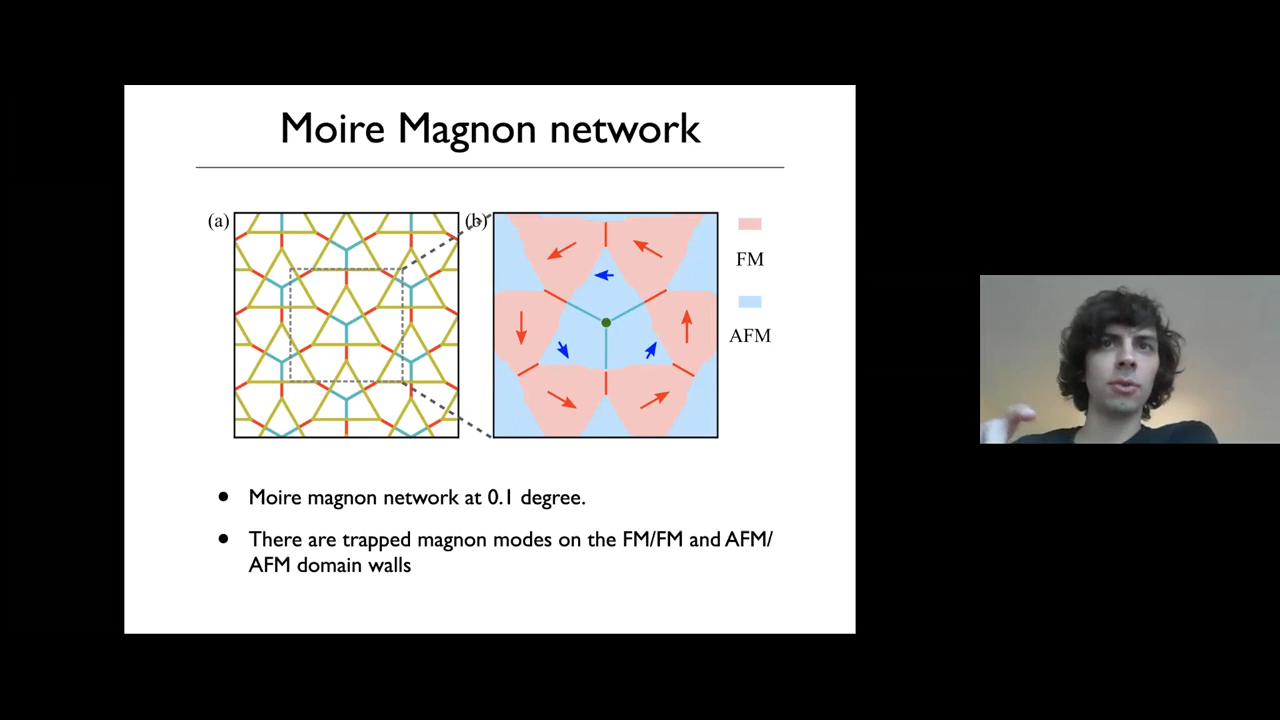 Moire Magnon network
(a)
(b)
FM
AFM
● Moire magnon network at 0.1 degree.
● There are trapped magnon modes on the FM/FM and AFM/
AFM domain walls